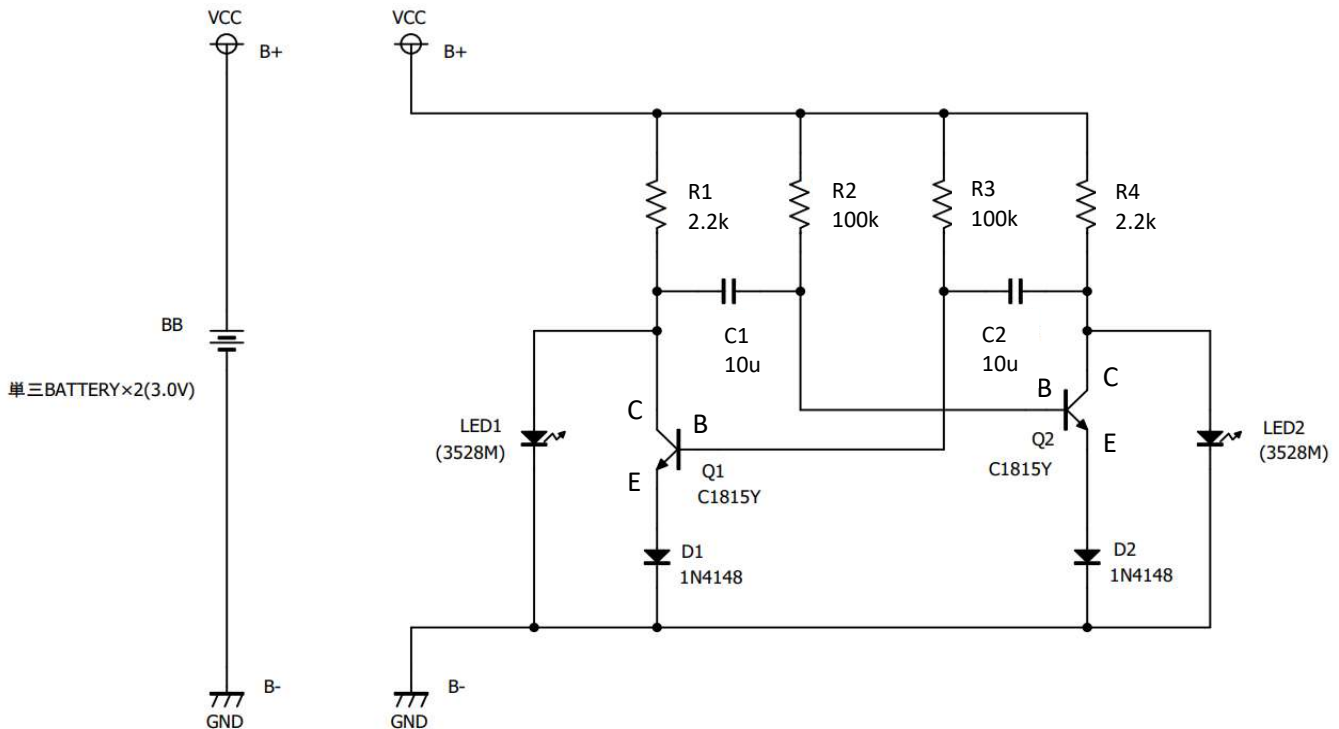 VCC
B+
VCC
B+
R1
2.2k
R2
100k
R3
100k
R4
2.2k
C1
10u
C2
10u
BB
単三BATTERY×2(3.0V)
LED1
(3528M)
C
B
E
Q1
C1815Y
B
C
E
Q2
C1815Y
LED2
(3528M)
D1
1N4148
D2
1N4148
B-
GND
B-
GND